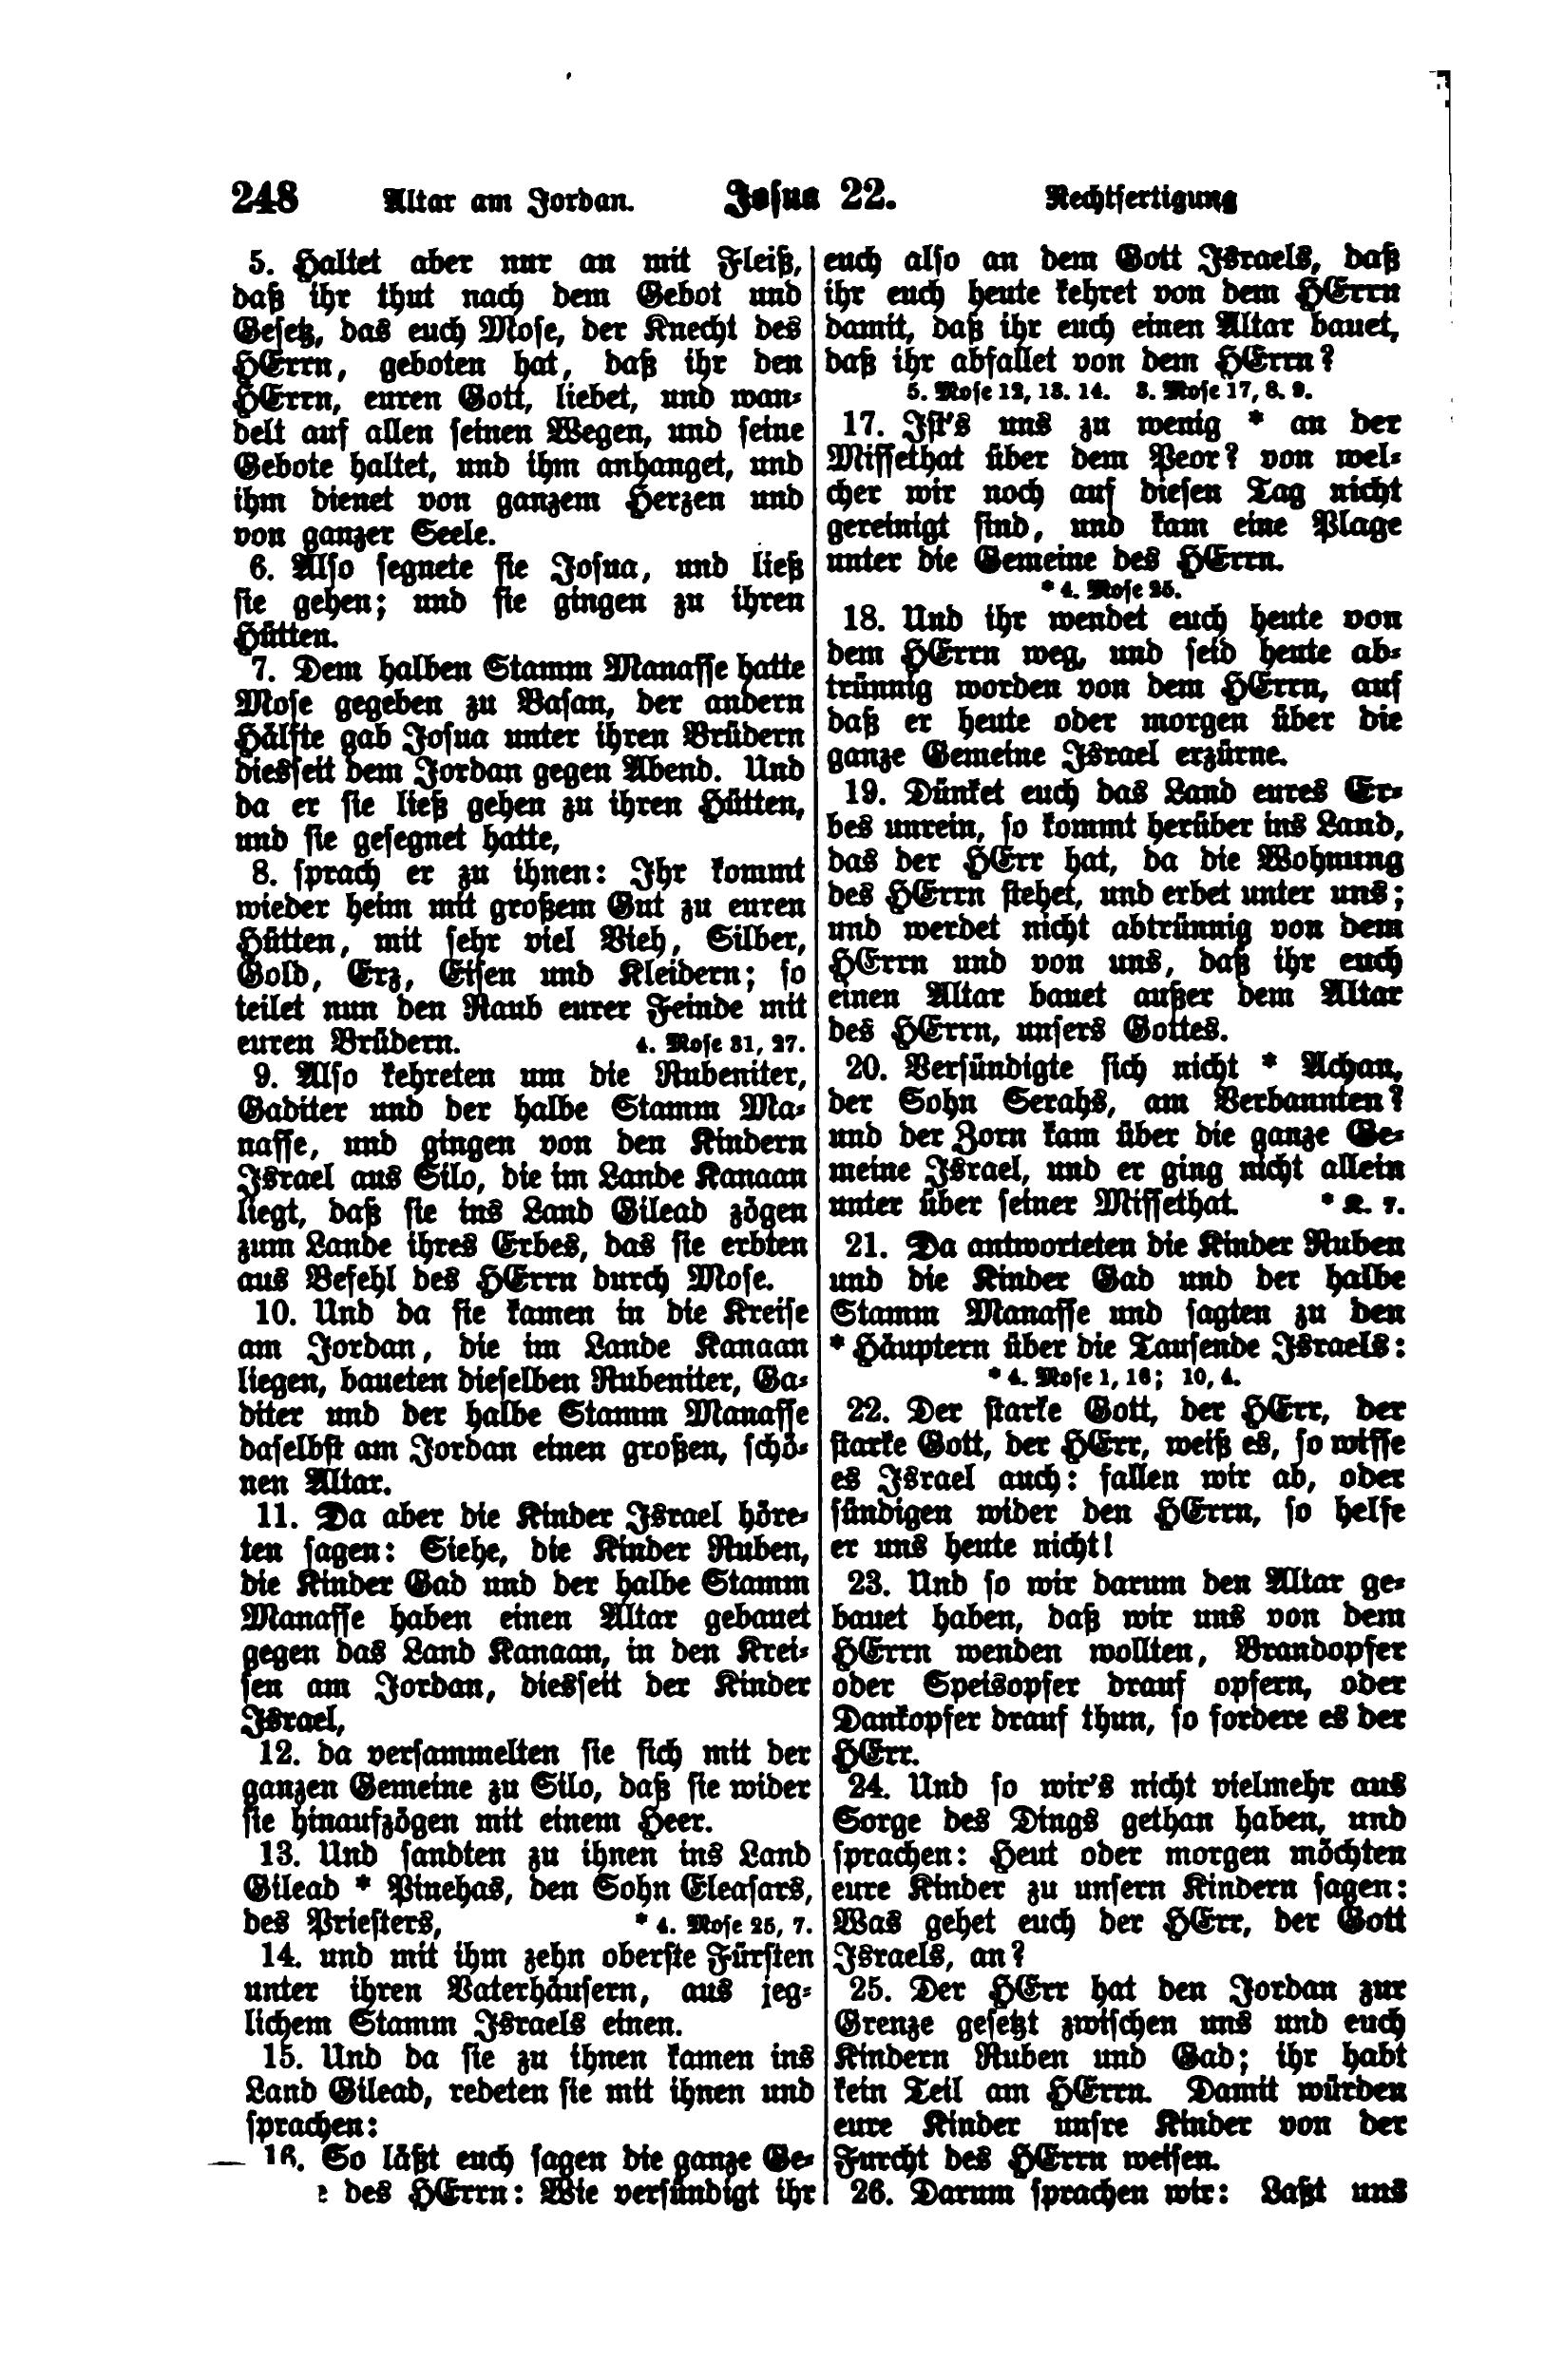 248 Altar am Jordan. Josua 22. Rechtfertigung
5. Haltet aber nur an mit Fleiß,
daß ihr thut nach dem Gebot und
Gesetz, das euch Mose, der Knecht des
HErrn, geboten hat, daß ihr den
HErrn, euren Gott, liebet, und wan-
delt auf allen seinen Wegen, und seine
Gebote haltet, und ihm anhanget, und
ihm dienet von ganzem Herzen und
von ganzer Seele.
6. Also segnete sie Josua, und ließ
sie gehen; und sie gingen zu ihren
Hütten.
7. Dem halben Stamm Manasse hatte
Mose gegeben zu Basan, der andern
Hälfte gab Josua unter ihren Brüdern
diesseit dem Jordan gegen Abend. Und
da er sie ließ gehen zu ihren Hütten,
und sie gesegnet hatte,
8. sprach er zu ihnen: Ihr kommt
wieder heim mit großem Gut zu euren
Hütten, mit sehr viel Vieh, Silber,
Gold, Erz, Eisen und Kleidern; so
teilet nun den Raub eurer Feinde mit
euren Brüdern. 4. Mose 31, 27.
9. Also kehreten um die Rubeniter,
Gaditer und der halbe Stamm Ma-
nasse, und gingen von den Kindern
Israel aus Silo, die im Lande Kanaan
liegt, daß sie ins Land Gilead zögen
zum Lande ihres Erbes, das sie erbten
aus Befehl des HErrn durch Mose.
10. Und da sie kamen in die Kreise
am Jordan, die im Lande Kanaan
liegen, baueten dieselben Rubeniter, Ga-
diter und der halbe Stamm Manasse
daselbst am Jordan einen großen, schö-
nen Altar.
11. Da aber die Kinder Israel höre-
ten sagen: Siehe, die Kinder Ruben,
die Kinder Gad und der halbe Stamm
Manasse haben einen Altar gebauet
gegen das Land Kanaan, in den Krei-
sen am Jordan, diesseit der Kinder
Israel,
12. da versammelten sie sich mit der
ganzen Gemeine zu Silo, daß sie wider
sie hinaufzögen mit einem Heer.
13. Und sandten zu ihnen ins Land
Gilead * Pinehas, den Sohn Eleasars,
des Priesters, * 4. Mose 25, 7.
14. und mit ihm zehn oberste Fürsten
unter ihren Vaterhäusern, aus jeg-
lichem Stamm Israels einen.
15. Und da sie zu ihnen kamen ins
Land Gilead, redeten sie mit ihnen und
sprachen:
16. So läßt euch sagen die ganze Ge-
des HErrn: Wie versündigt ihr
euch also an dem Gott Israels, daß
ihr euch heute kehret von dem HErrn
damit, daß ihr euch einen Altar bauet,
daß ihr abfallet von dem HErrn?
5. Mose 12, 13. 14. 3. Mose 17, 8. 9.
17. Ist's uns zu wenig * an der
Missethat über dem Peor? von wel-
cher wir noch auf diesen Tag nicht
gereinigt sind, und kam eine Plage
unter die Gemeine des HErrn.
* 4. Mose 25.
18. Und ihr wendet euch heute von
dem HErrn weg, und seid heute ab-
trünnig worden von dem HErrn, auf
daß er heute oder morgen über die
ganze Gemeine Israel erzürne.
19. Dünket euch das Land eures Er-
bes unrein, so kommt herüber ins Land,
das der HErr hat, da die Wohnung
des HErrn stehet, und erbet unter uns;
und werdet nicht abtrünnig von dem
HErrn und von uns, daß ihr euch
einen Altar bauet außer dem Altar
des HErrn, unsers Gottes.
20. Versündigte sich nicht * Achan,
der Sohn Serahs, am Verbannten?
und der Zorn kam über die ganze Ge-
meine Israel, und er ging nicht allein
unter über seiner Missethat. * K. 7.
21. Da antworteten die Kinder Ruben
und die Kinder Gad und der halbe
Stamm Manasse und sagten zu den
* Häuptern über die Tausende Israels:
* 4. Mose 1, 16; 10, 4.
22. Der starke Gott, der HErr, der
starke Gott, der HErr, weiß es, so wisse
es Israel auch: fallen wir ab, oder
sündigen wider den HErrn, so helfe
er uns heute nicht!
23. Und so wir darum den Altar ge-
bauet haben, daß wir uns von dem
HErrn wenden wollten, Brandopfer
oder Speisopfer drauf opfern, oder
Dankopfer drauf thun, so fordere es der
HErr.
24. Und so wir's nicht vielmehr aus
Sorge des Dings gethan haben, und
sprachen: Heut oder morgen möchten
eure Kinder zu unsern Kindern sagen:
Was gehet euch der HErr, der Gott
Israels, an?
25. Der HErr hat den Jordan zur
Grenze gesetzt zwischen uns und euch
Kindern Ruben und Gad; ihr habt
kein Teil am HErrn. Damit würden
eure Kinder unsre Kinder von der
Furcht des HErrn weisen.
26. Darum sprachen wir: Laßt uns